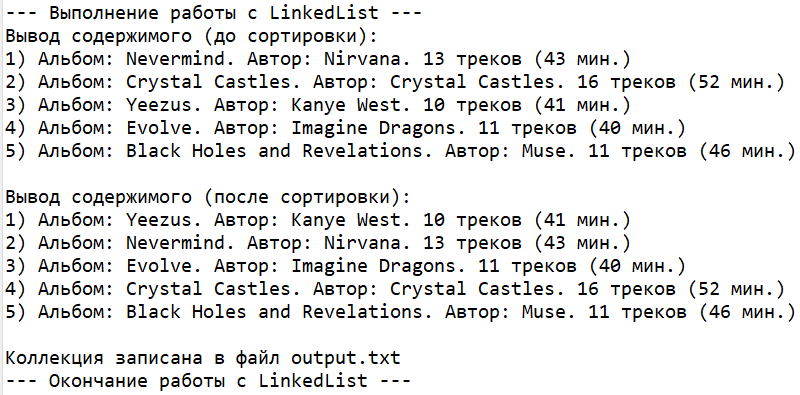 --- Выполнение работы с LinkedList ---
Вывод содержимого (до сортировки):
1) Альбом: Nevermind. Автор: Nirvana. 13 треков (43 мин.)
2) Альбом: Crystal Castles. Автор: Crystal Castles. 16 треков (52 мин.)
3) Альбом: Yeezus. Автор: Kanye West. 10 треков (41 мин.)
4) Альбом: Evolve. Автор: Imagine Dragons. 11 треков (40 мин.)
5) Альбом: Black Holes and Revelations. Автор: Muse. 11 треков (46 мин.)

Вывод содержимого (после сортировки):
1) Альбом: Yeezus. Автор: Kanye West. 10 треков (41 мин.)
2) Альбом: Nevermind. Автор: Nirvana. 13 треков (43 мин.)
3) Альбом: Evolve. Автор: Imagine Dragons. 11 треков (40 мин.)
4) Альбом: Crystal Castles. Автор: Crystal Castles. 16 треков (52 мин.)
5) Альбом: Black Holes and Revelations. Автор: Muse. 11 треков (46 мин.)

Коллекция записана в файл output.txt
--- Окончание работы с LinkedList ---